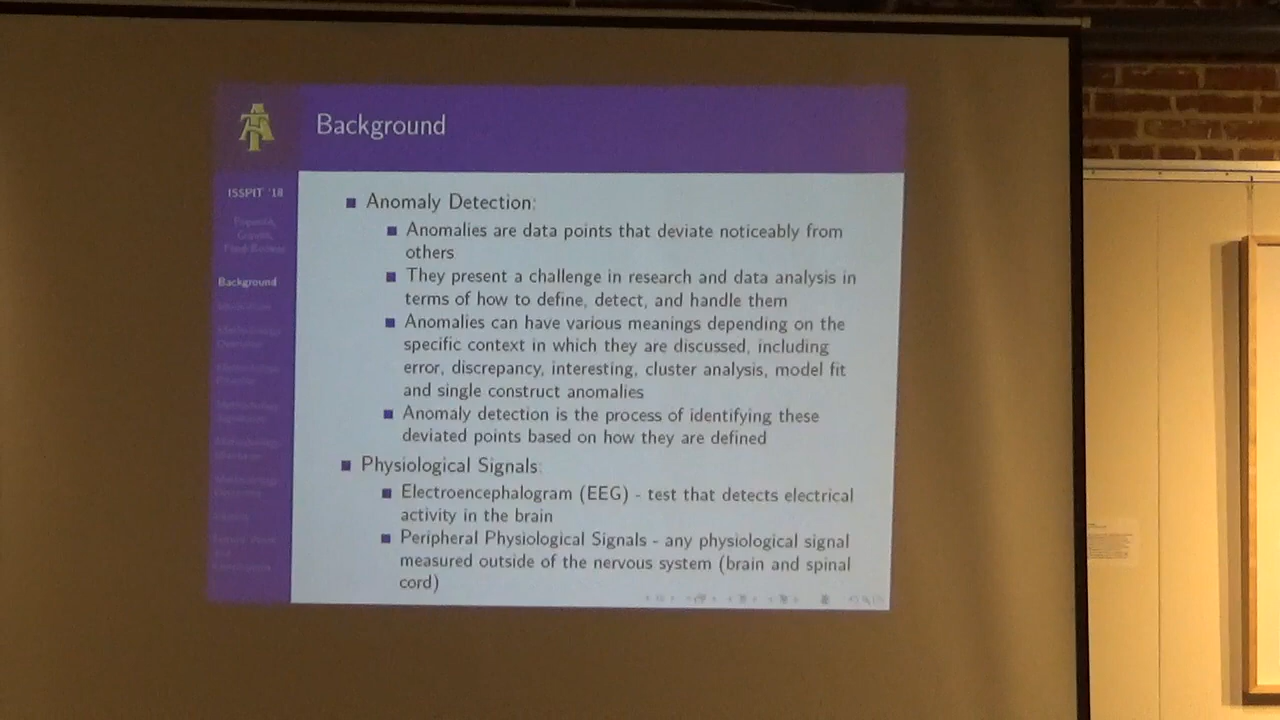 Background
ISSPIT '18
Background
Anomaly Detection:
Anomalies are data points that deviate noticeably from
others
They present a challenge in research and data analysis in
terms of how to define, detect, and handle them
Anomalies can have various meanings depending on the
specific context in which they are discussed, including
error, discrepancy, interesting, cluster analysis, model fit
and single construct anomalies
Anomaly detection is the process of identifying these
deviated points based on how they are defined
Physiological Signals:
Electroencephalogram (EEG) - test that detects electrical
activity in the brain
Peripheral Physiological Signals - any physiological signal
measured outside of the nervous system (brain and spinal
cord)